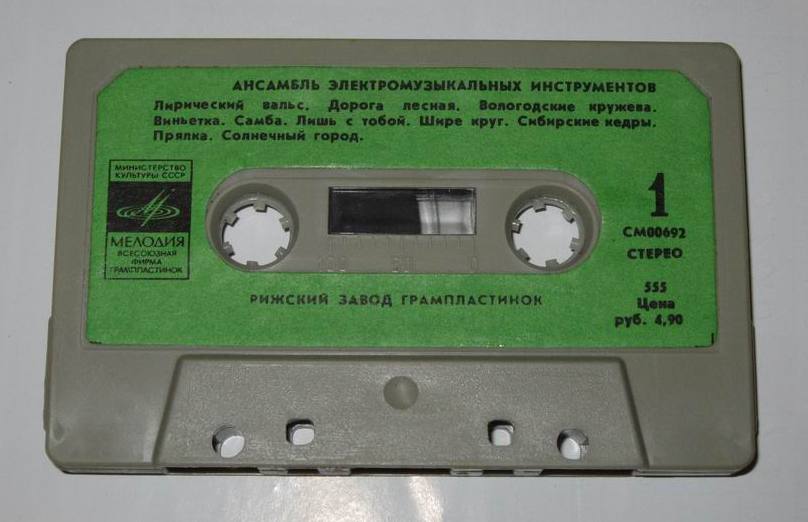 АНСАМБЛЬ ЭЛЕКТРОМУЗЫКАЛЬНЫХ ИНСТРУМЕНТОВ
Лирический вальс. Дорога лесная. Вологодские кружева.
Виньетка. Самба. Лишь с тобой. Шире круг. Сибирские кедры.
Прялка. Солнечный город.
МИНИСТЕРСТВО
КУЛЬТУРЫ СССР
МЕЛОДИЯ
ВСЕСОЮЗНАЯ
ФИРМА
ГРАМПЛАСТИНОК
1
СМ00692
СТЕРЕО
РИЖСКИЙ ЗАВОД ГРАМПЛАСТИНОК
555
Цена
руб. 4,90